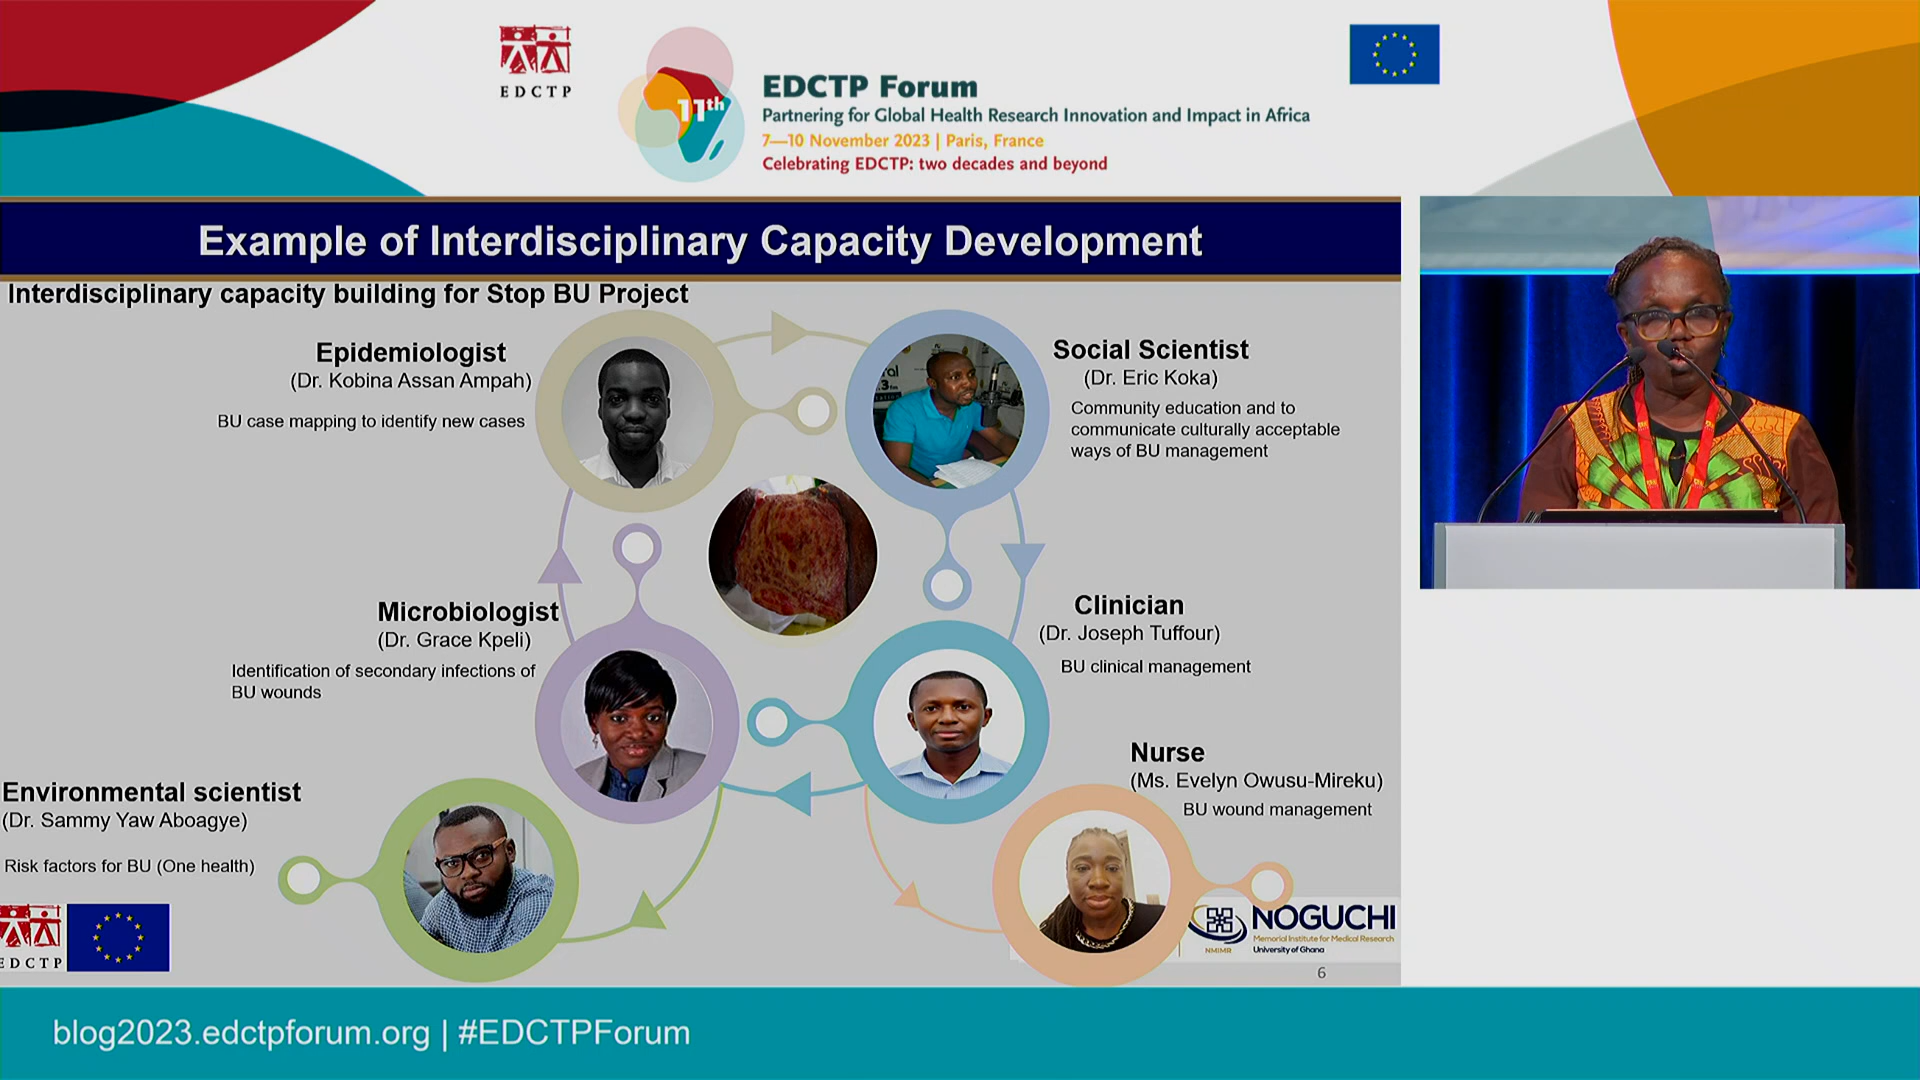 EDCTP
11th
EDCTP Forum
Partnering for Global Health Research Innovation and Impact in Africa
7—10 November 2023 | Paris, France
Celebrating EDCTP: two decades and beyond
Example of Interdisciplinary Capacity Development
Interdisciplinary capacity building for Stop BU Project
Epidemiologist
(Dr. Kobina Assan Ampah)
BU case mapping to identify new cases
Social Scientist
(Dr. Eric Koka)
Community education and to
communicate culturally acceptable
ways of BU management
Microbiologist
(Dr. Grace Kpeli)
Identification of secondary infections of
BU wounds
Clinician
(Dr. Joseph Tuffour)
BU clinical management
Nurse
(Ms. Evelyn Owusu-Mireku)
BU wound management
Environmental scientist
(Dr. Sammy Yaw Aboagye)
Risk factors for BU (One health)
EDCTP
NMIMR
NOGUCHI
Memorial Institute for Medical Research
University of Ghana
6
blog2023.edctpforum.org | #EDCTPForum